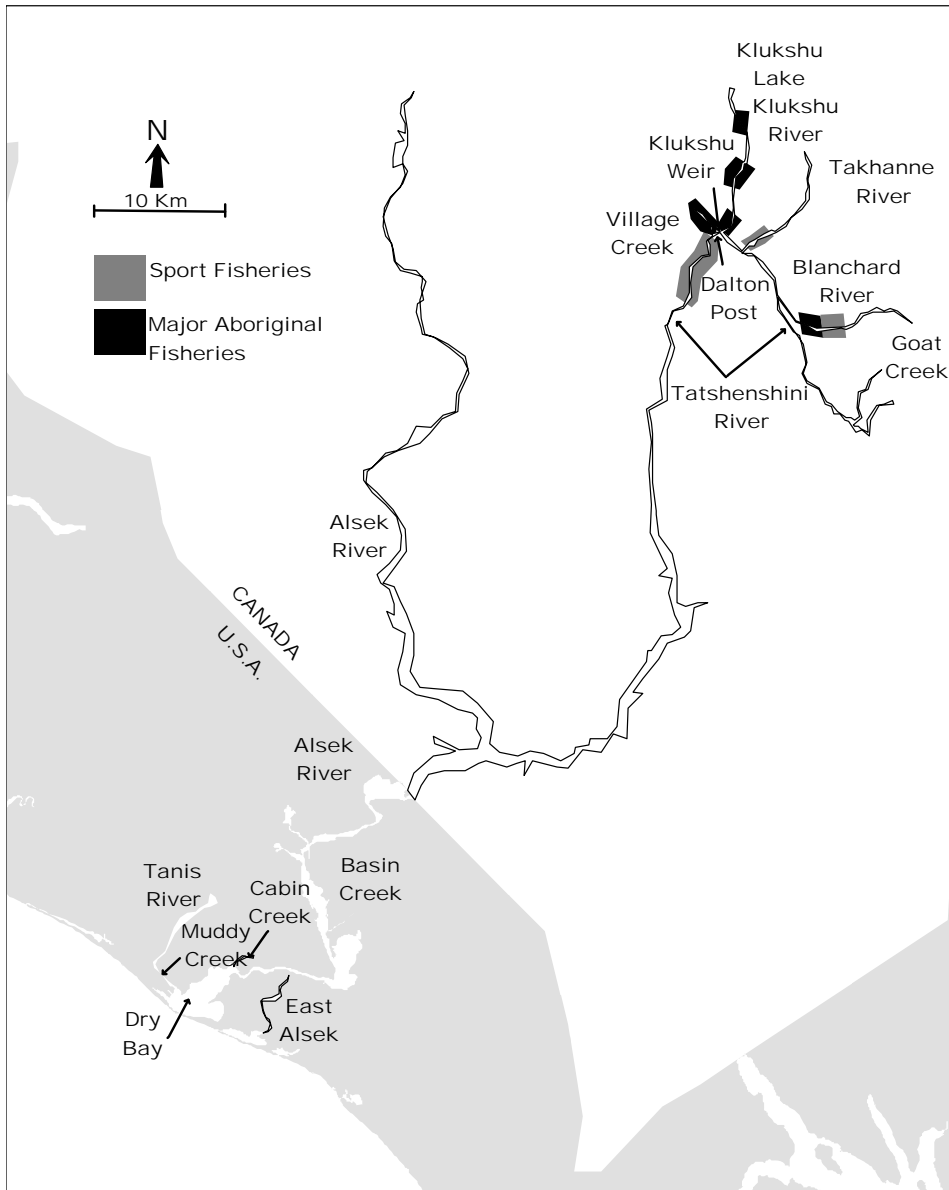 Klukshu
Lake
Klukshu
River
N
Klukshu
Weir
Takhanne
River
10 Km
Village
Creek
Sport Fisheries
Blanchard
River
Dalton
Post
Major Aboriginal
Fisheries
Goat
Creek
Tatshenshini
River
Alsek
River
CANADA
U.S.A.
Alsek
River
Tanis
River
Basin
Creek
Cabin
Creek
Muddy
Creek
East
Alsek
Dry
Bay